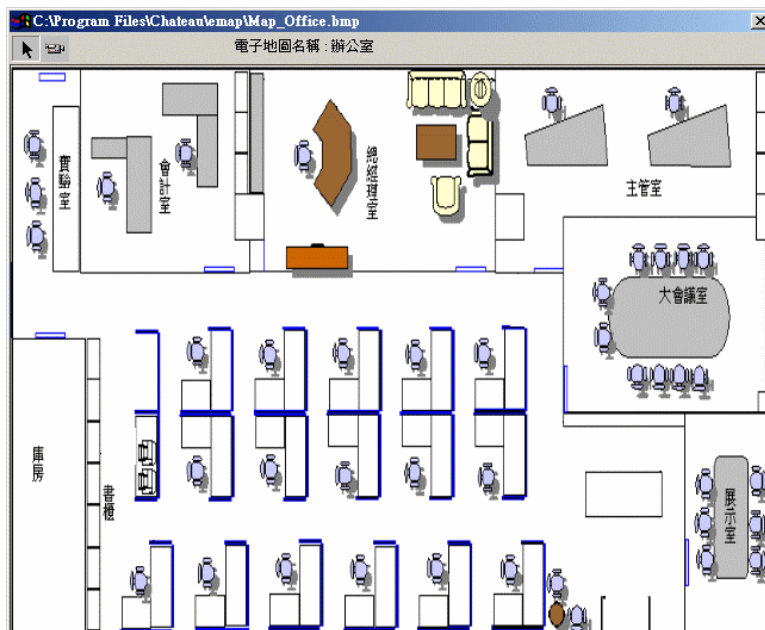 C:\Program Files\Chateau\emap\Map_Office.bmp
電子地圖名稱 : 辦公室
實驗室
會計室
總經理室
主管室
大會議室
庫房
書櫃
展示室